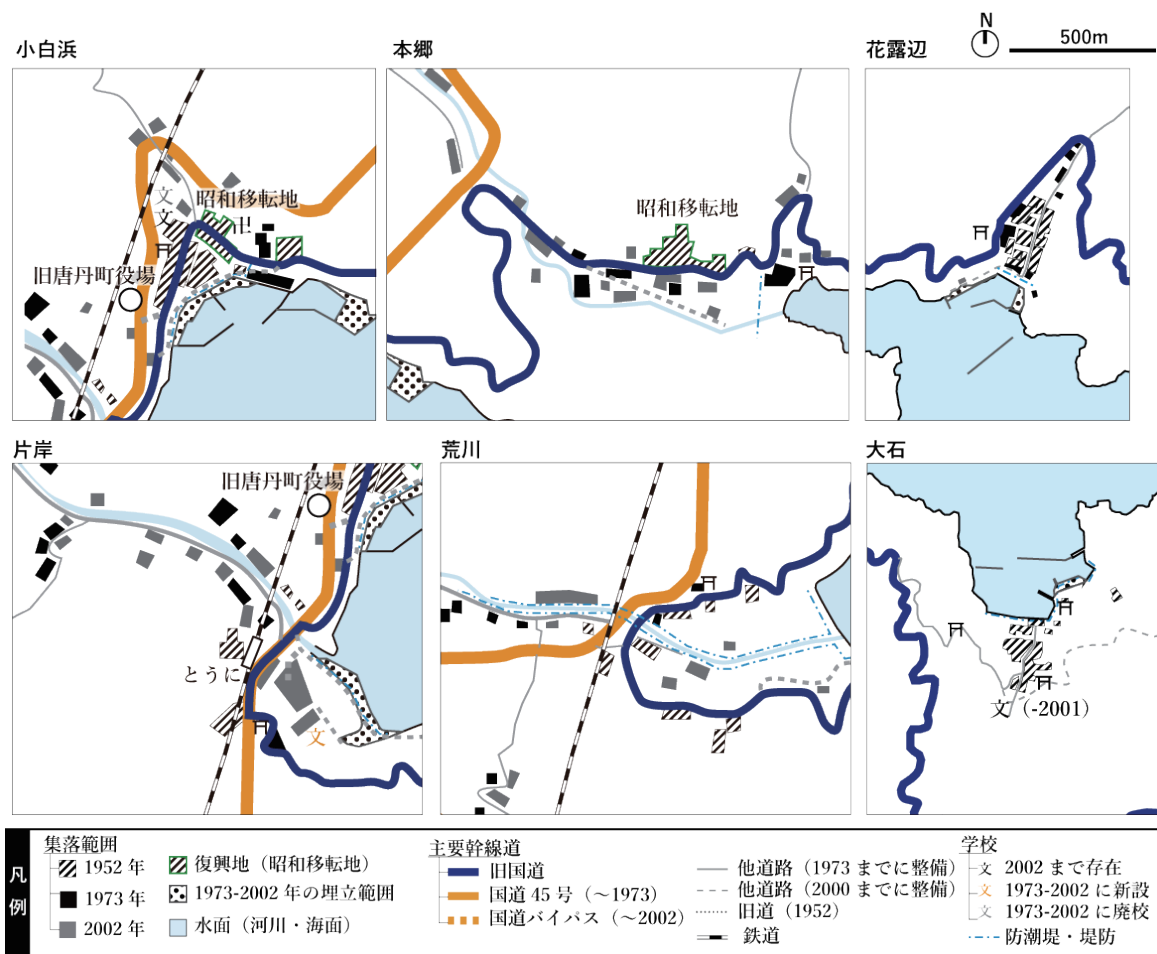 小白浜
本郷
花露辺
N
500m
文
文
昭和移転地
卍
旧唐丹町役場
昭和移転地
片岸
荒川
大石
旧唐丹町役場
とうに
文
文（-2001）
凡例
集落範囲
1952 年
1973 年
2002 年
復興地（昭和移転地）
1973-2002 年の埋立範囲
水面（河川・海面）
主要幹線道
旧国道
国道 45 号（～1973）
国道バイパス（～2002）
他道路（1973 までに整備）
他道路（2000 までに整備）
旧道（1952）
鉄道
学校
文 2002 まで存在
文 1973-2002 に新設
文 1973-2002 に廃校
防潮堤・堤防